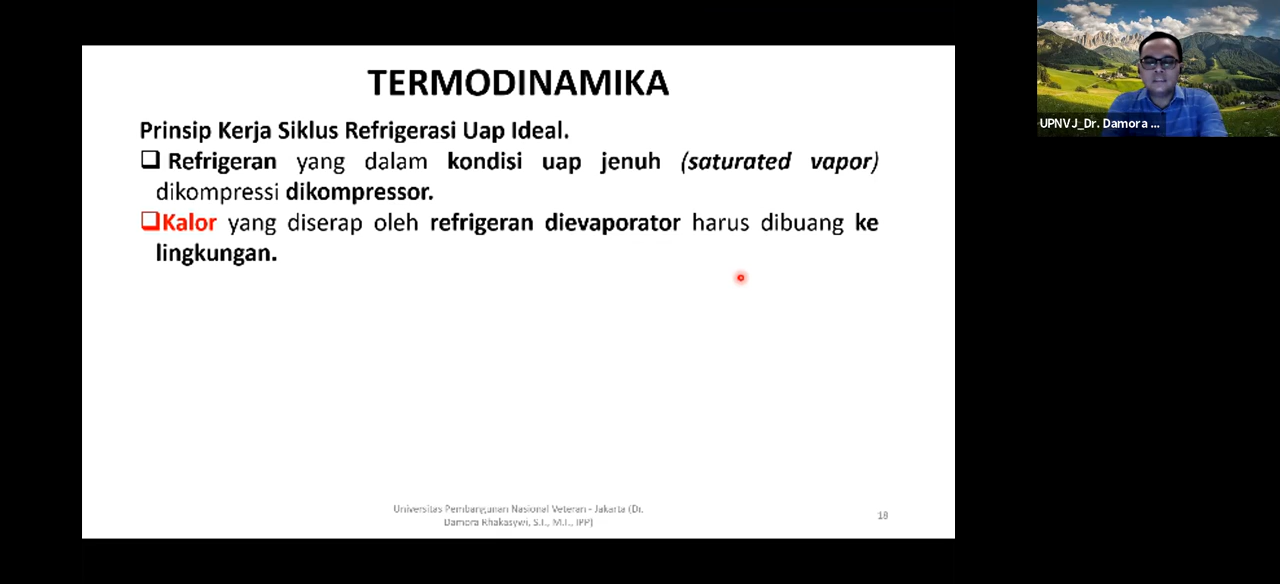 TERMODINAMIKA
Prinsip Kerja Siklus Refrigerasi Uap Ideal.
❑ Refrigeran yang dalam kondisi uap jenuh (saturated vapor)
dikompressi dikompressor.
❑Kalor yang diserap oleh refrigeran dievaporator harus dibuang ke
lingkungan.
Universitas Pembangunan Nasional Veteran - Jakarta (Dr.
Damora Rhakasywi, S.T., M.T., IPP)
18
UPNVJ_Dr. Damora ...